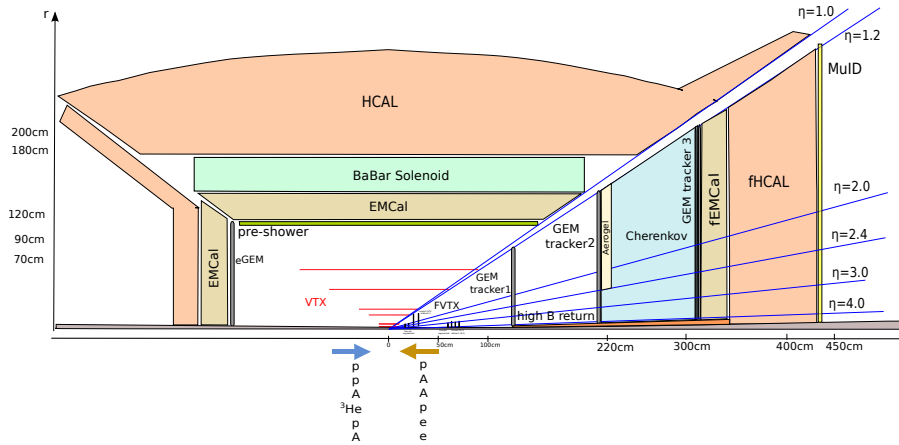 r
η=1.0
η=1.2
MuID
HCAL
200cm
180cm
BaBar Solenoid
EMCal
pre-shower
120cm
90cm
70cm
EMCal
eGEM
VTX
FVTX
GEM
tracker1
GEM
tracker2
Aerogel
Cherenkov
GEM tracker 3
fEMCal
fHCAL
η=2.0
η=2.4
η=3.0
η=4.0
high B return
0
50cm
100cm
220cm
300cm
400cm
450cm
p
p
A
³He
p
A
p
A
A
p
e
e